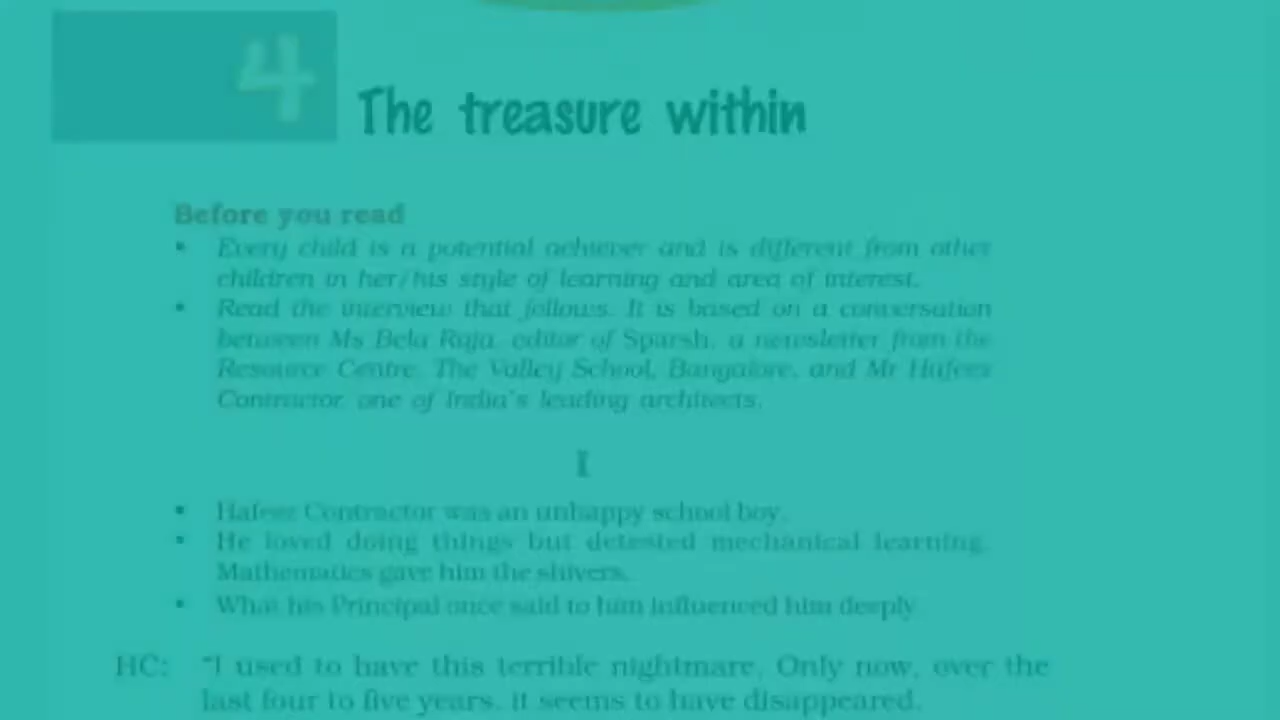 4
The treasure within
Before you read
• Every child is a potential achiever and is different from other
children in her/his style of learning and area of interest.
• Read the interview that follows. It is based on a conversation
between Ms Bela Raja, editor of Sparsh, a newsletter from the
Resource Centre, The Valley School, Bangalore, and Mr Hafeez
Contractor, one of India's leading architects.
I
• Hafeez Contractor was an unhappy school boy.
• He loved doing things but detested mechanical learning.
Mathematics gave him the shivers.
• What his Principal once said to him influenced him deeply.
HC: “I used to have this terrible nightmare. Only now, over the
last four to five years, it seems to have disappeared.